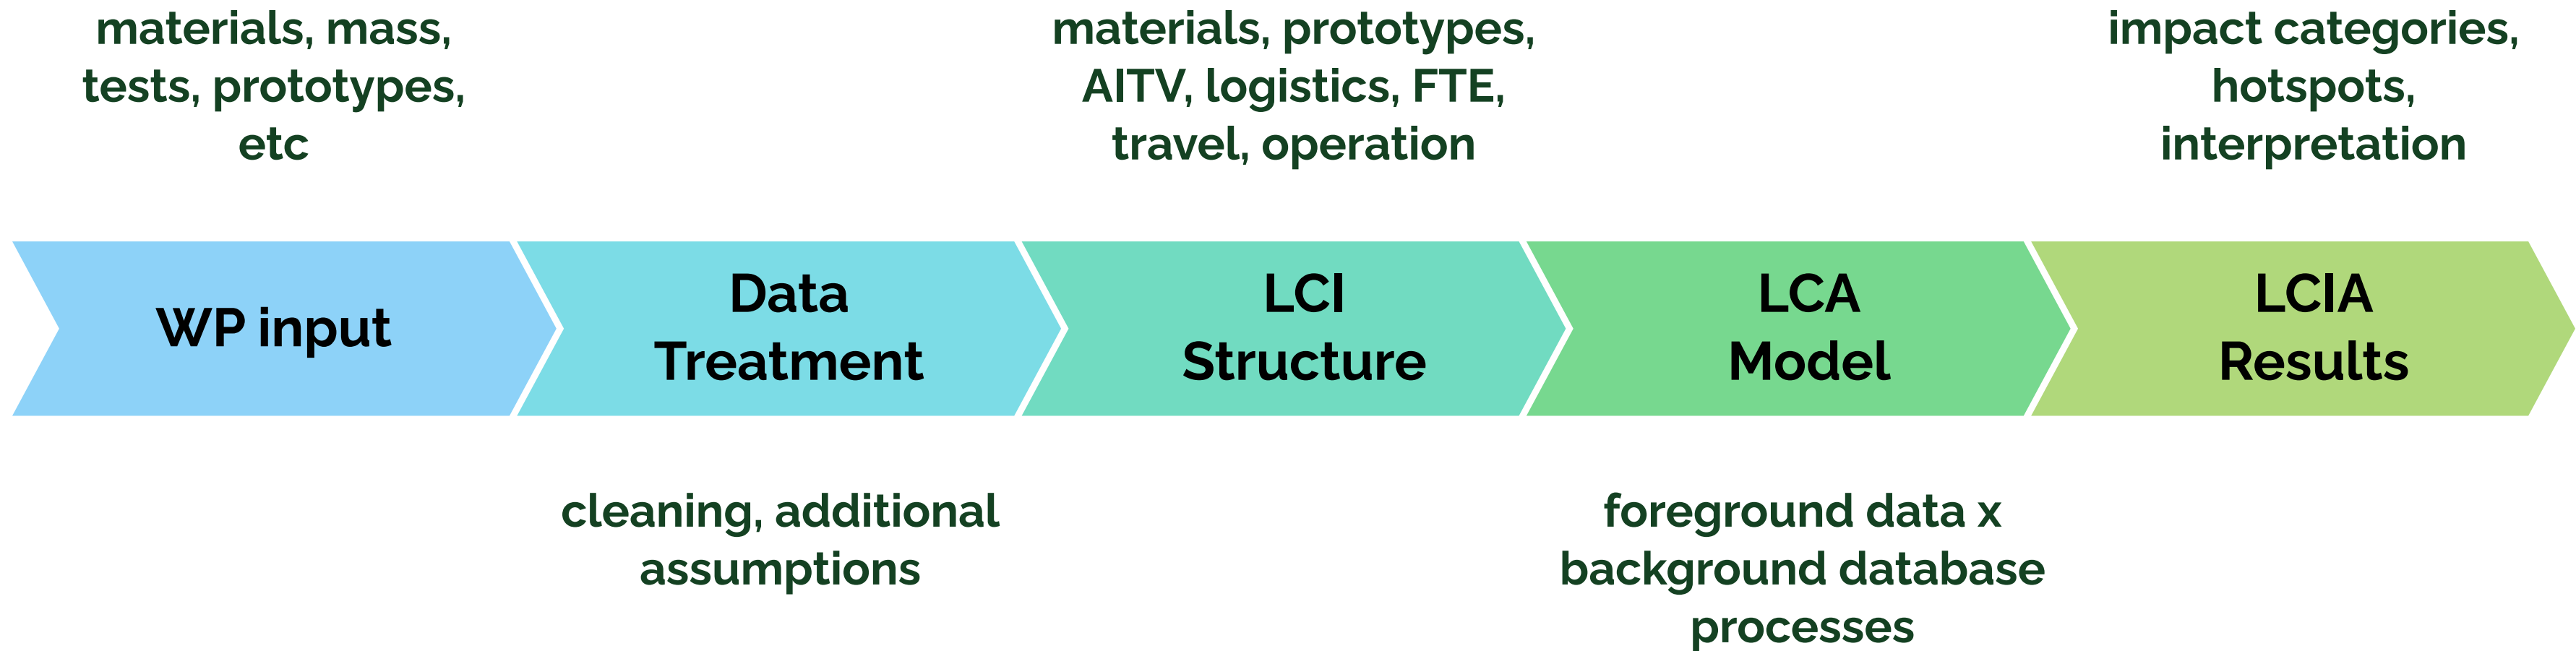 materials, mass,
tests, prototypes,
etc
materials, prototypes,
AITV, logistics, FTE,
travel, operation
impact categories,
hotspots,
interpretation
WP input
Data
Treatment
LCI
Structure
LCA
Model
LCIA
Results
cleaning, additional
assumptions
foreground data x
background database
processes